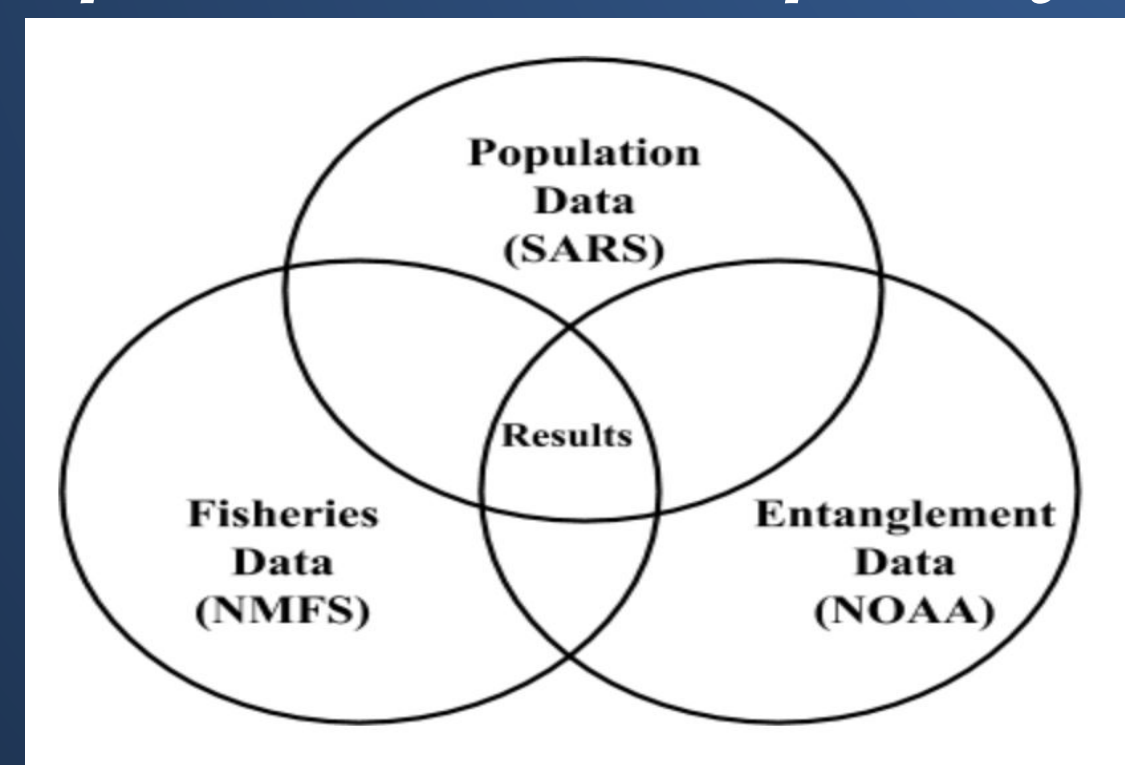 Population
Data
(SARS)
Results
Fisheries
Data
(NMFS)
Entanglement
Data
(NOAA)